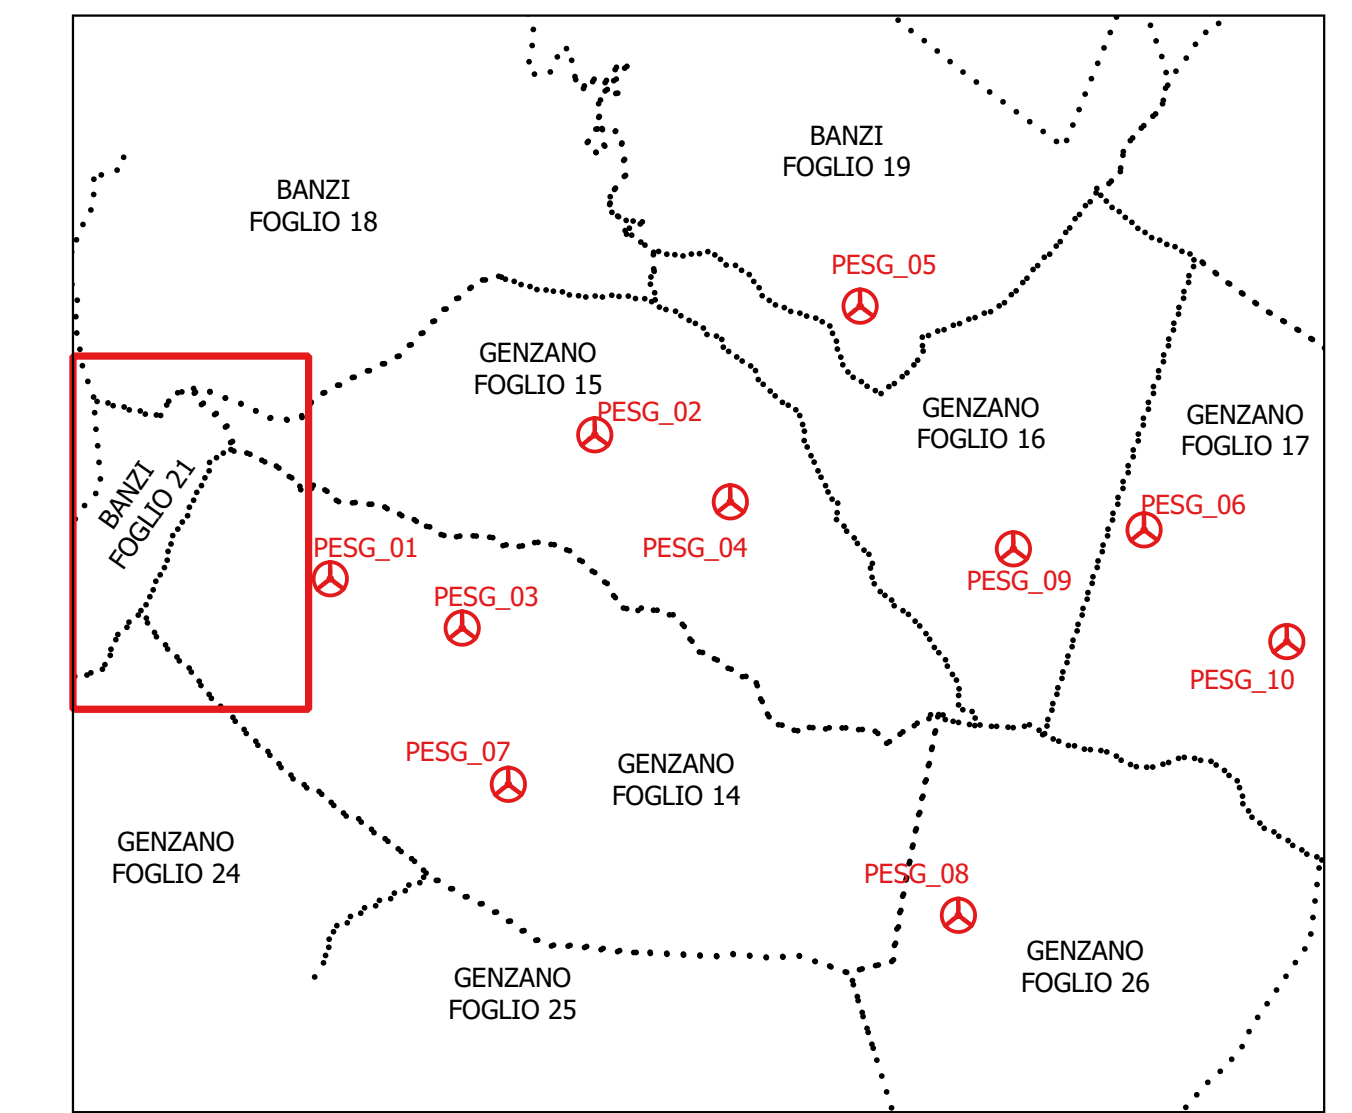 BANZI
FOGLIO 19
BANZI
FOGLIO 18
PESG_05
GENZANO
FOGLIO 15
PESG_02
GENZANO
FOGLIO 16
GENZANO
FOGLIO 17
BANZI
FOGLIO 21
PESG_01
PESG_04
PESG_06
PESG_09
PESG_03
PESG_10
PESG_07
GENZANO
FOGLIO 14
GENZANO
FOGLIO 24
PESG_08
GENZANO
FOGLIO 26
GENZANO
FOGLIO 25